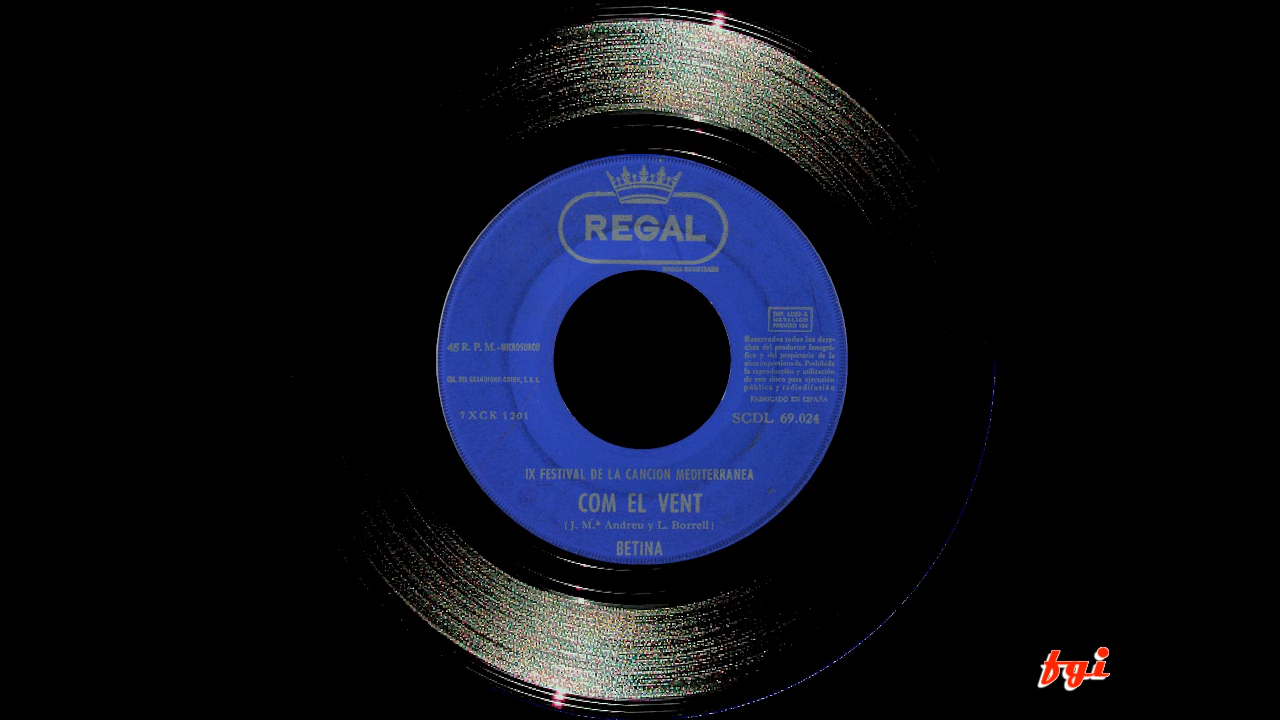 REGAL
MARCA REGISTRADA
DEP. LEGAL B.
45 R. P. M.-MICROSURCO
Reservados todos los dere-
chos del productor fonográ-
fico y del propietario de la
obra impresionada. Prohibida
la reproducción y utilización
de este disco para ejecución
pública y radiodifusión
CIA. DEL GRAMOFONO-ODEON, S. A. E.
FABRICADO EN ESPAÑA
7XCK 1201
SCDL 69.024
IX FESTIVAL DE LA CANCION MEDITERRANEA
COM EL VENT
(J. M.ª Andreu y L. Borrell)
BETINA
fgi